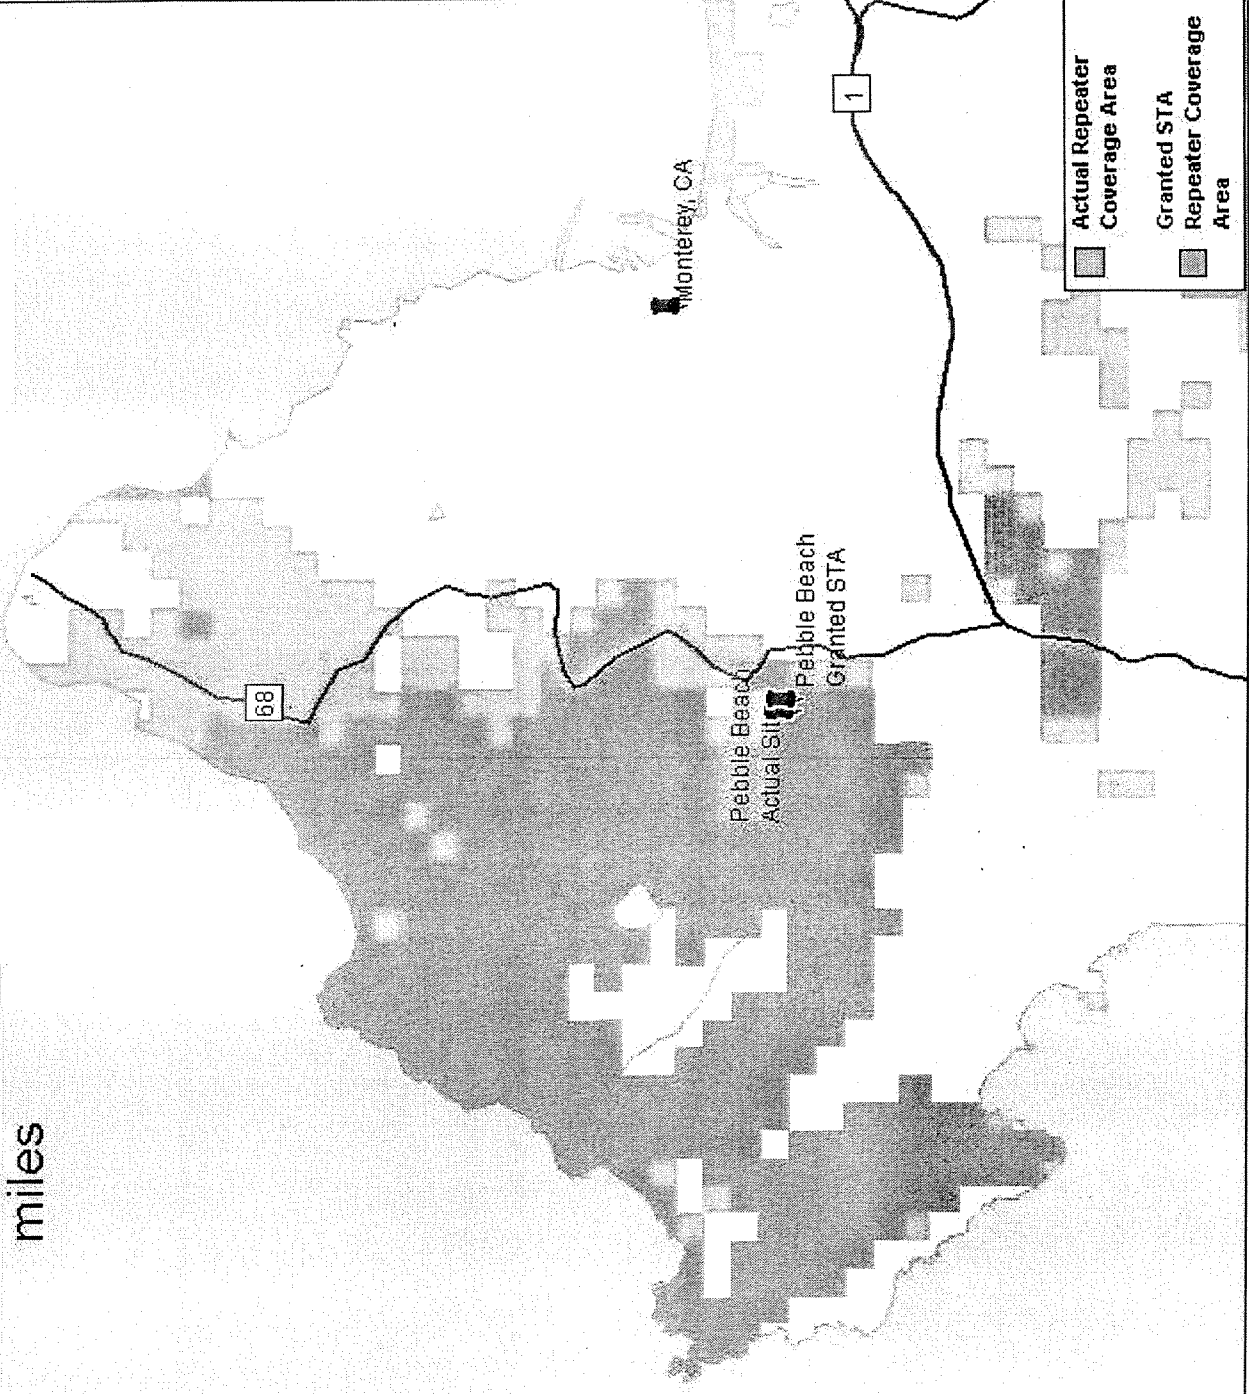 miles
68
1
Monterey, CA
Pebble Beach
Actual Sit
Pebble Beach
Granted STA
Actual Repeater
Coverage Area
Granted STA
Repeater Coverage
Area